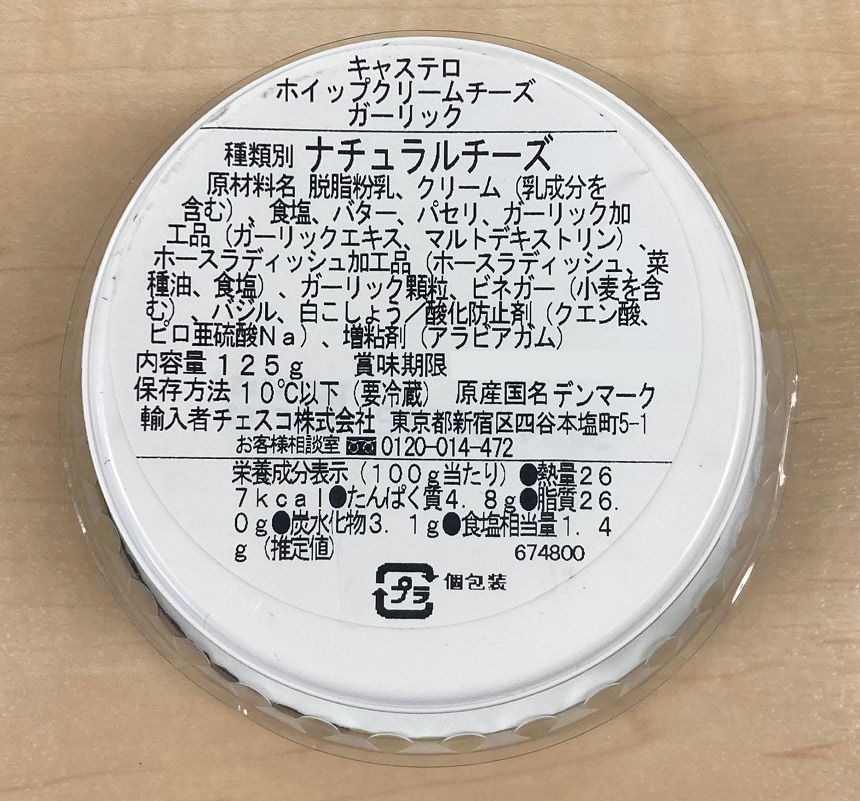 キャステロ
ホイップクリームチーズ
ガーリック
種類別 ナチュラルチーズ
原材料名 脱脂粉乳、クリーム（乳成分を
含む）、食塩、バター、パセリ、ガーリック加
工品（ガーリックエキス、マルトデキストリン）、
ホースラディッシュ加工品（ホースラディッシュ、菜
種油、食塩）、ガーリック顆粒、ビネガー（小麦を含
む）、バジル、白こしょう／酸化防止剤（クエン酸、
ピロ亜硫酸Ｎａ）、増粘剤（アラビアガム）
内容量１２５ｇ 賞味期限
保存方法１０℃以下（要冷蔵） 原産国名デンマーク
輸入者チェスコ株式会社 東京都新宿区四谷本塩町5-1
お客様相談室 0120-014-472
栄養成分表示（１００ｇ当たり）●熱量２６
７ｋｃａｌ●たんぱく質４．８ｇ●脂質２６．
０ｇ●炭水化物３．１ｇ●食塩相当量１．４
ｇ（推定値） 674800
プラ 個包装